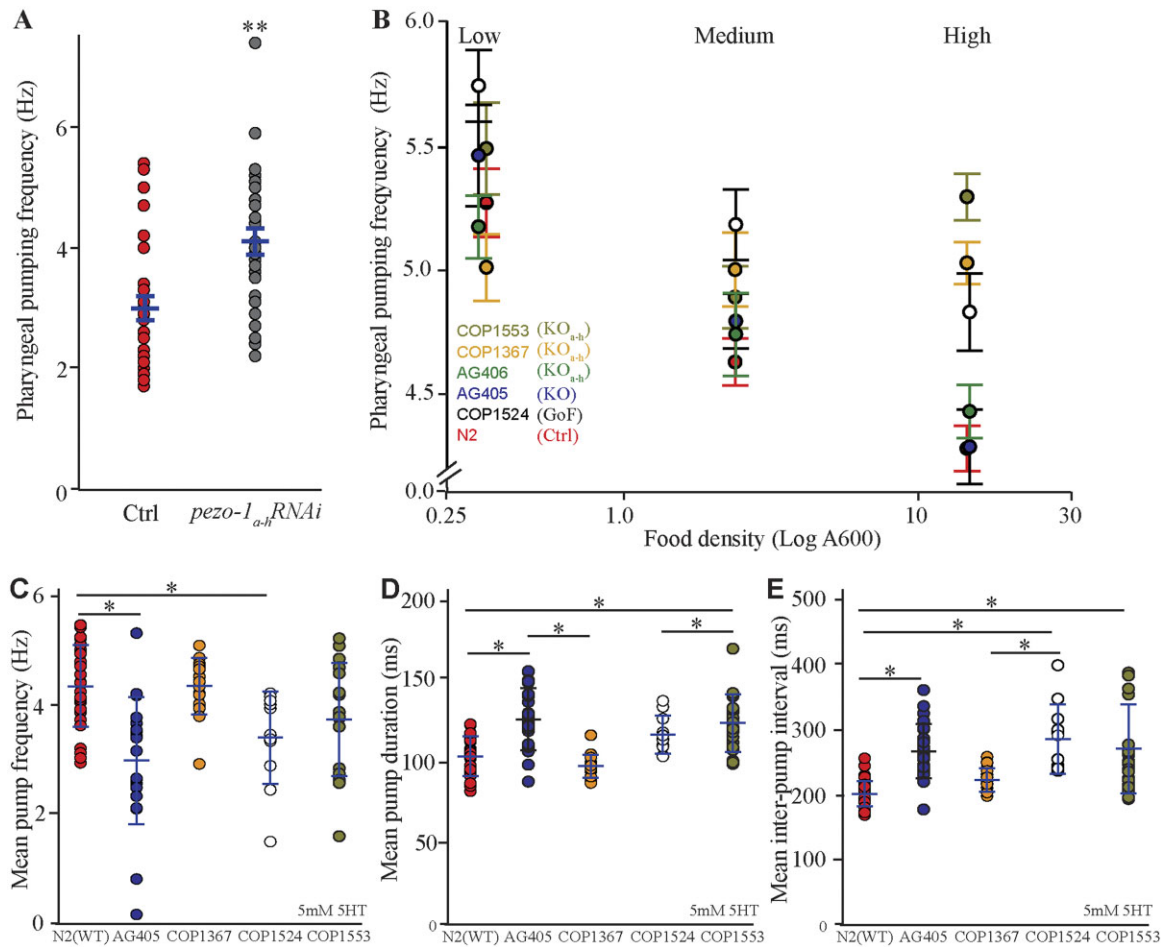 A
Pharyngeal pumping frequency (Hz)
6
4
2
0
**
Ctrl
pezo-1a-hRNAi
B
Pharyngeal pumping freqyuency (Hz)
6.0
5.5
5.0
4.5
0.0
Low
Medium
High
COP1553 (KOa-h)
COP1367 (KOa-h)
AG406 (KOa-h)
AG405 (KO)
COP1524 (GoF)
N2 (Ctrl)
0.25
1.0
10
30
Food density (Log A600)
C
Mean pump frequency (Hz)
6
4
2
0
*
*
5mM 5HT
N2(WT) AG405 COP1367 COP1524 COP1553
D
Mean pump duration (ms)
200
150
100
50
0
*
*
*
*
5mM 5HT
N2(WT) AG405 COP1367 COP1524 COP1553
E
Mean inter-pump interval (ms)
500
400
300
200
100
0
*
*
*
*
5mM 5HT
N2(WT) AG405 COP1367 COP1524 COP1553